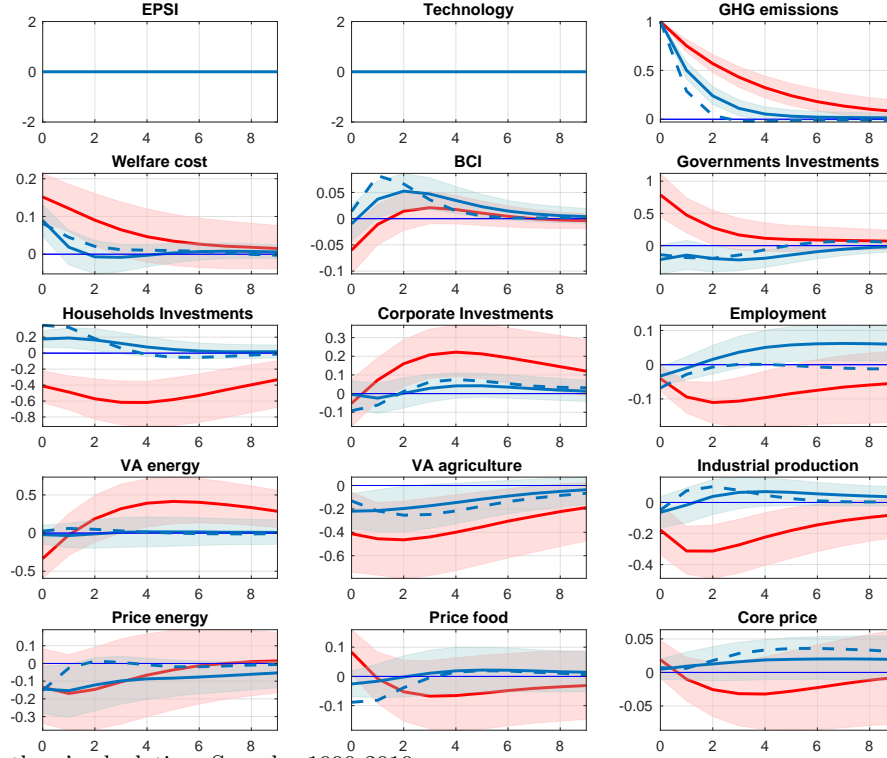 EPSI Technology GHG emissions
2 2 1
0 0 0.5
-2 -2 0
0 2 4 6 8 0 2 4 6 8 0 2 4 6 8
Welfare cost BCI Governments Investments
0.2 0.05 1
0.1 0 0.5
0 -0.05 0
-0.1
0 2 4 6 8 0 2 4 6 8 0 2 4 6 8
Households Investments Corporate Investments Employment
0.2 0.3 0.1
0 0.2 0
-0.2 0.1 -0.1
-0.4 0
-0.6 -0.1
-0.8
0 2 4 6 8 0 2 4 6 8 0 2 4 6 8
VA energy VA agriculture Industrial production
0.5 0 0.2
0 -0.2 0
-0.5 -0.4 -0.2
-0.6 -0.4
0 2 4 6 8 0 2 4 6 8 0 2 4 6 8
Price energy Price food Core price
0.1 0.1 0.05
0 0 0
-0.1 -0.1 -0.05
-0.2
-0.3
0 2 4 6 8 0 2 4 6 8 0 2 4 6 8